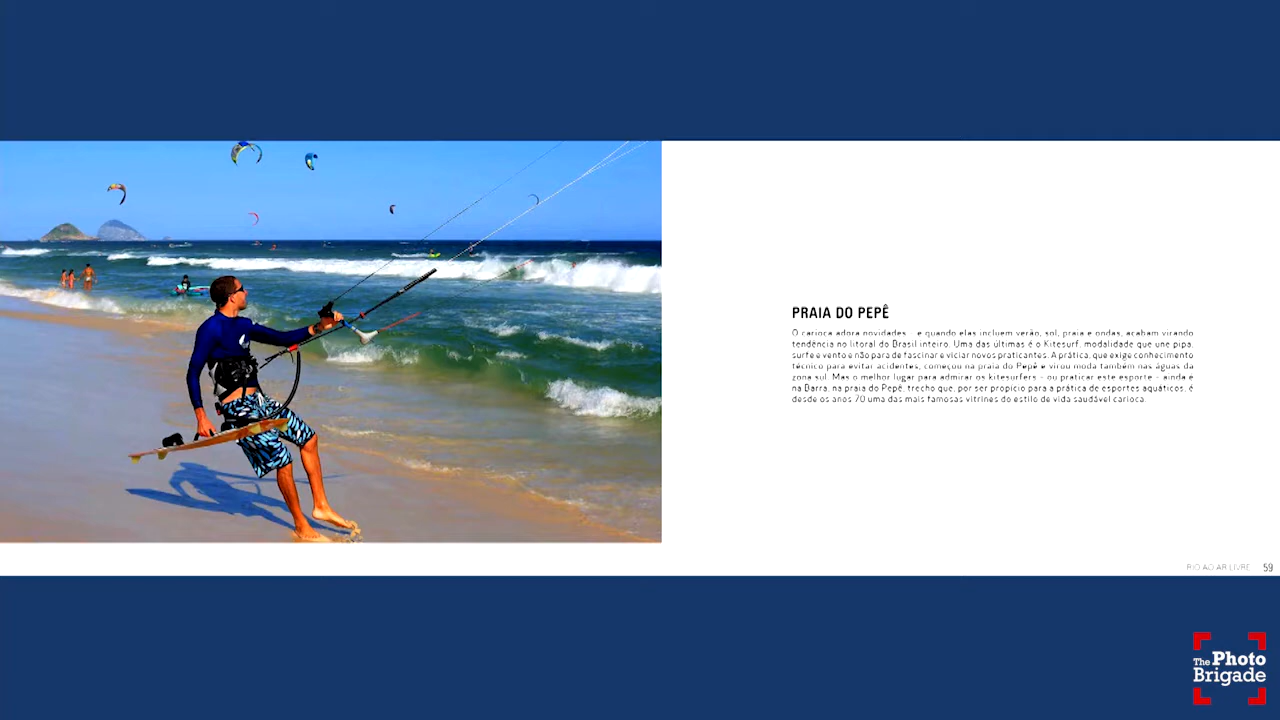 PRAIA DO PEPÊ
O carioca adora novidades - e quando elas incluem verão, sol, praia e ondas, acabam virando
tendência no litoral do Brasil inteiro. Uma das últimas é o Kitesurf, modalidade que une pipa,
surfe e vento e não para de fascinar e viciar novos praticantes. A prática, que exige conhecimento
técnico para evitar acidentes, começou na praia do Pepê e virou moda também nas águas da
zona sul. Mas o melhor lugar para admirar os kitesurfers - ou praticar este esporte - ainda é
na Barra, na praia do Pepê, trecho que, por ser propício para a prática de esportes aquáticos, é
desde os anos 70 uma das mais famosas vitrines do estilo de vida saudável carioca.
RIO AO AR LIVRE 59
The Photo
Brigade